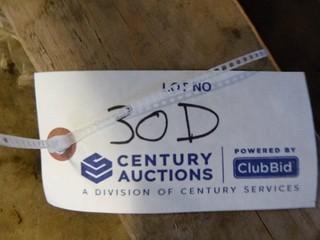 LOT NO
30D
CENTURY AUCTIONS
POWERED BY
ClubBid
A DIVISION OF CENTURY SERVICES